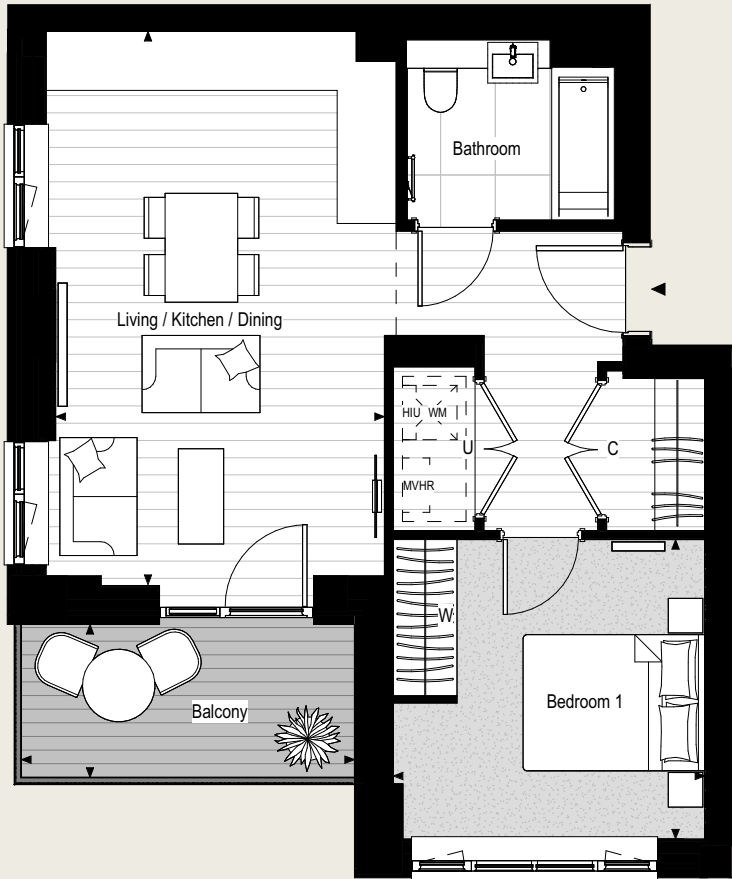 Bathroom
Living / Kitchen / Dining
HIU WM
U
C
MVHR
W
Bedroom 1
Balcony